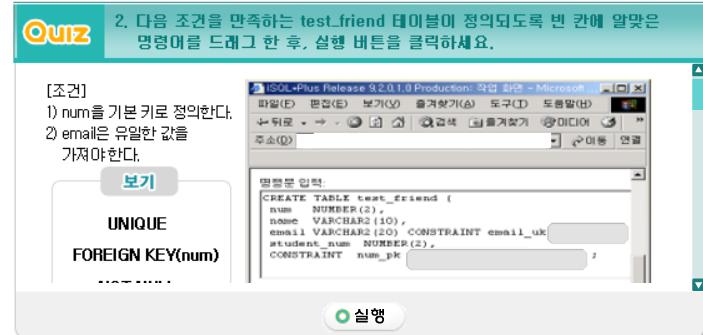 Quiz
2. 다음 조건을 만족하는 test_friend 테이블이 정의되도록 빈 칸에 알맞은
명령어를 드래그 한 후, 실행 버튼을 클릭하세요.
[조건]
1) num을 기본 키로 정의한다.
2) email은 유일한 값을
가져야 한다.
보기
UNIQUE
FOREIGN KEY(num)
iSQL*Plus Release 9.2.0.1.0 Production: 작업 화면 - Microsoft ...
파일(F) 편집(E) 보기(V) 즐겨찾기(A) 도구(T) 도움말(H)
뒤로 검색 즐겨찾기 미디어 »
주소(D) 이동 연결
명령문 입력:
CREATE TABLE test_friend (
num NUMBER(2),
name VARCHAR2(10),
email VARCHAR2(20) CONSTRAINT email_uk
student_num NUMBER(2),
CONSTRAINT num_pk ;
실행